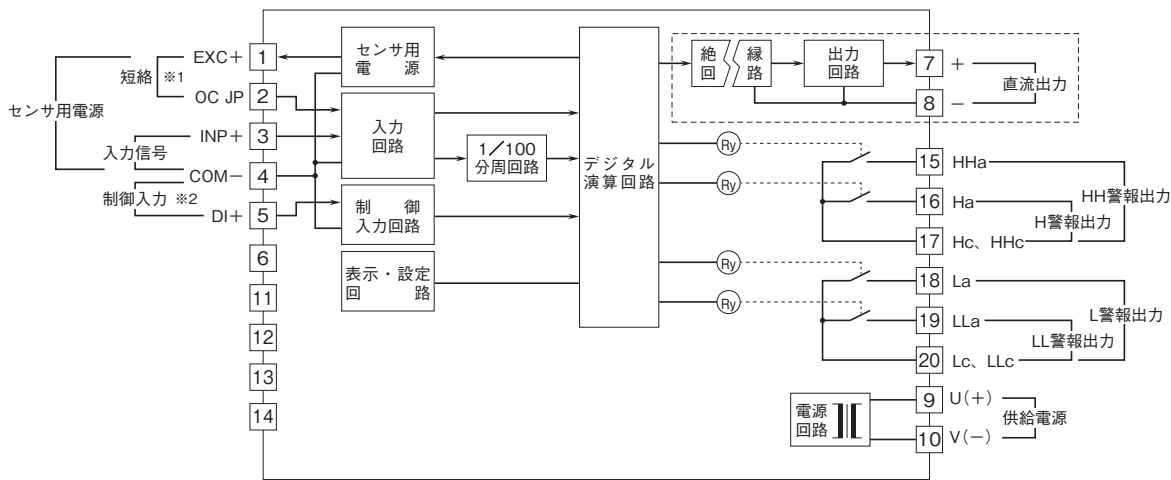 センサ用電源
短絡 ※1
入力信号
制御入力 ※2
EXC+ 1
OC JP 2
INP+ 3
COM− 4
DI+ 5
6
11
12
13
14
センサ用
電源
入力
回路
1/100
分周回路
制御
入力回路
表示・設定
回路
デジタル
演算回路
絶縁
回路
出力
回路
7 +
8 −
直流出力
Ry
Ry
Ry
Ry
15 HHa
16 Ha
17 Hc、HHc
H警報出力
HH警報出力
18 La
19 LLa
20 Lc、LLc
LL警報出力
L警報出力
電源
回路
9 U(+)
10 V(−)
供給電源